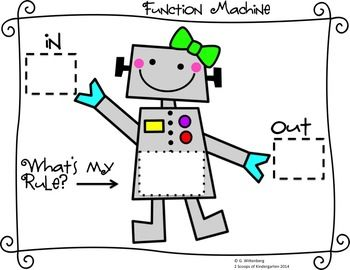 Function Machine
in
Out
What's My
Rule?
© G. Wittenberg
2 Scoops of Kindergarten 2014